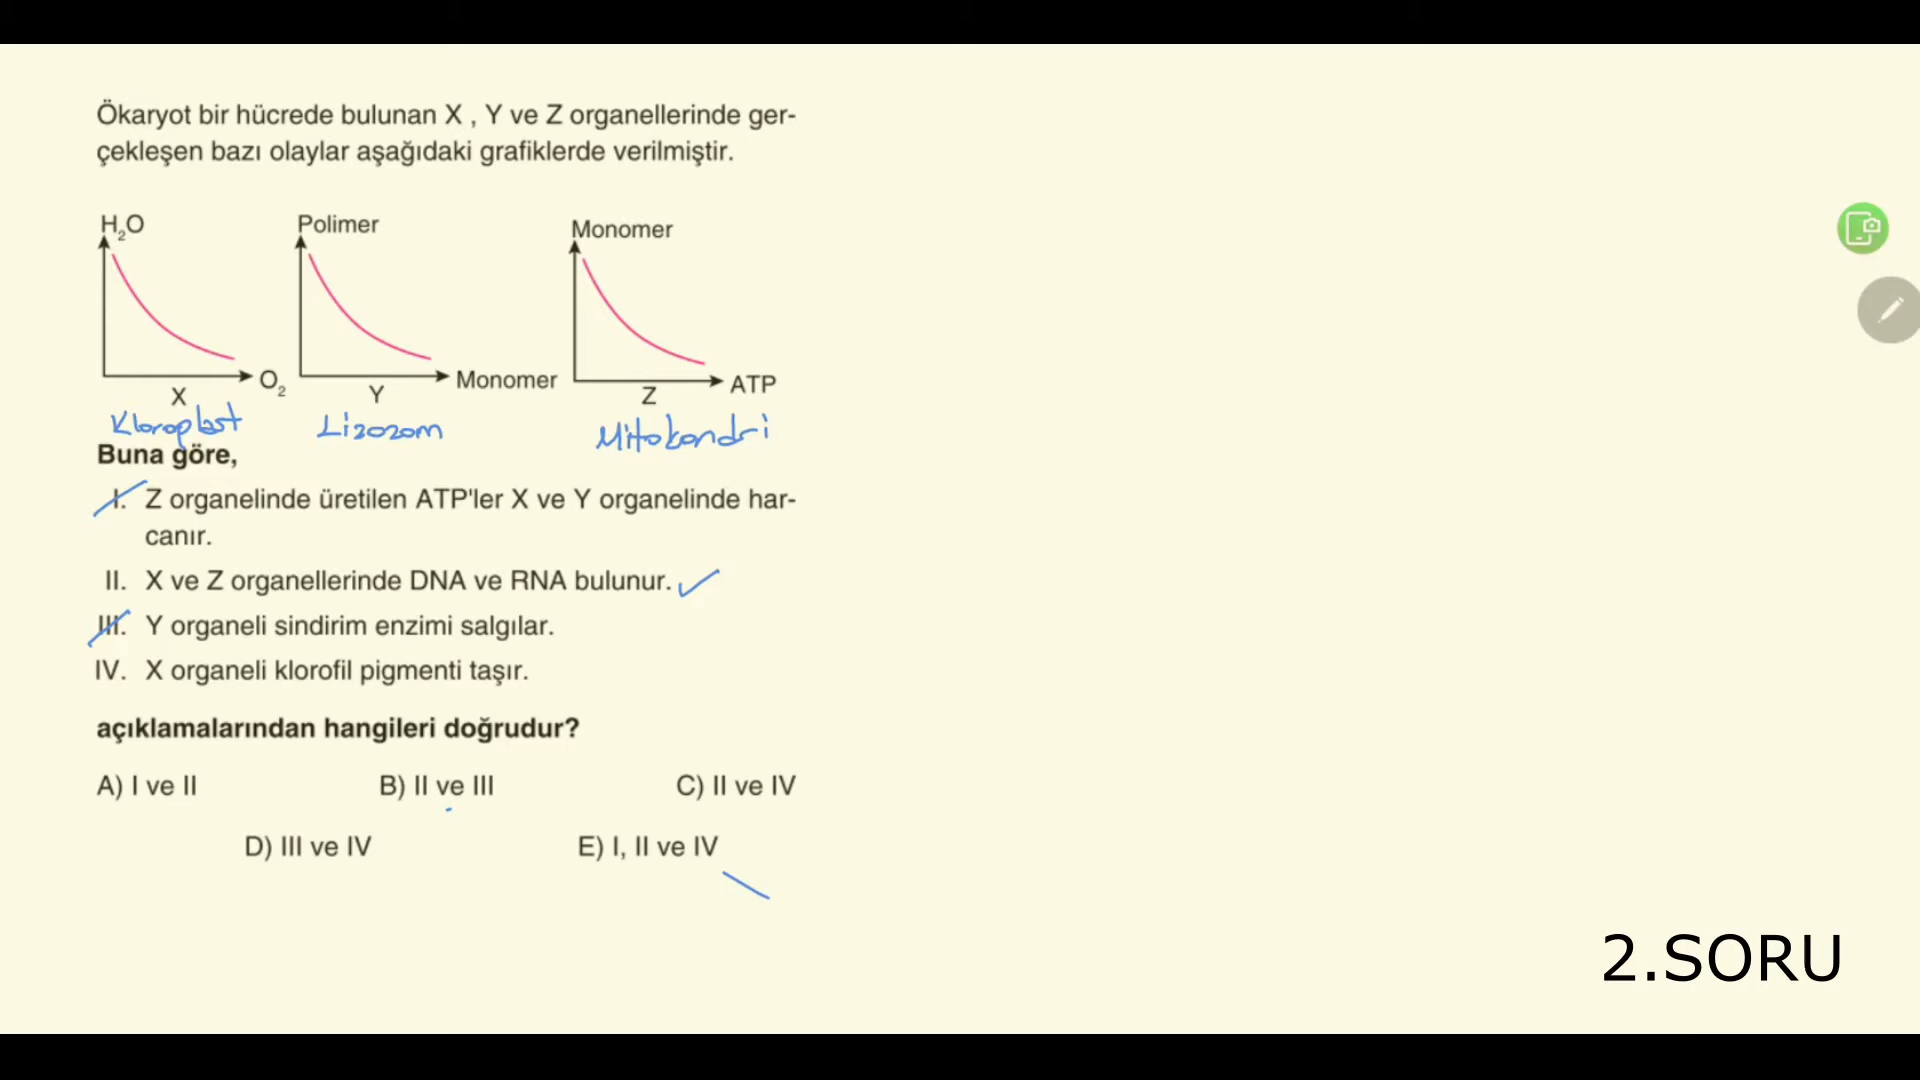 Ökaryot bir hücrede bulunan X , Y ve Z organellerinde ger-
çekleşen bazı olaylar aşağıdaki grafiklerde verilmiştir.
H₂O
Polimer
Monomer
O₂
Monomer
ATP
X
Y
Z
Kloroplast
Lizozom
Mitokondri
Buna göre,
I. Z organelinde üretilen ATP'ler X ve Y organelinde har-
canır.
II. X ve Z organellerinde DNA ve RNA bulunur.
III. Y organeli sindirim enzimi salgılar.
IV. X organeli klorofil pigmenti taşır.
açıklamalarından hangileri doğrudur?
A) I ve II B) II ve III C) II ve IV
D) III ve IV E) I, II ve IV
2.SORU